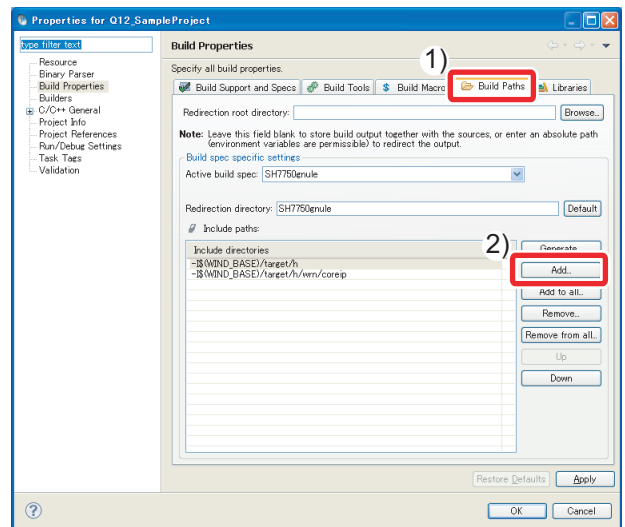 Properties for Q12_SampleProject
type filter text
Resource
Binary Parser
Build Properties
Builders
C/C++ General
Project Info
Project References
Run/Debug Settings
Task Tags
Validation
Build Properties
1)
Specify all build properties.
Build Support and Specs
Build Tools
Build Macro
Build Paths
Libraries
Redirection root directory:
Browse..
Note: Leave this field blank to store build output together with the sources, or enter an absolute path
(environment variables are permissible) to redirect the output.
Build spec specific settings
Active build spec: SH7750gnule
Redirection directory: SH7750gnule
Default
Include paths:
2)
Include directories
Generate
-I$(WIND_BASE)/target/h
-I$(WIND_BASE)/target/h/wrn/coreip
Add..
Add to all..
Remove..
Remove from all..
Up
Down
Restore Defaults
Apply
OK
Cancel